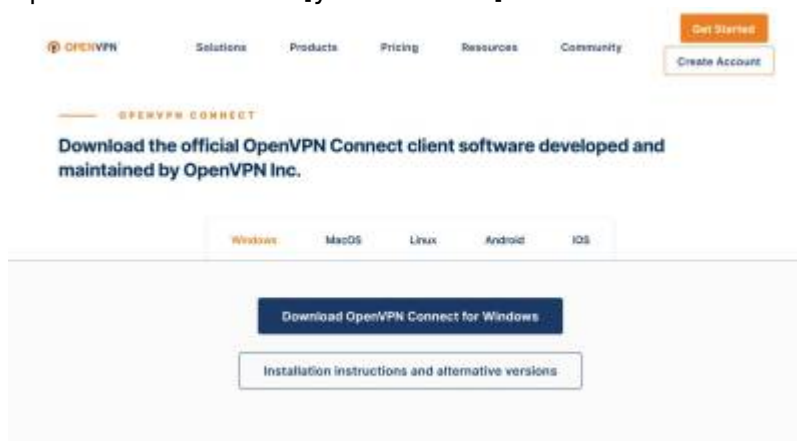 OPENVPN
Solutions Products Pricing Resources Community
Get Started
Create Account
OPENVPN CONNECT
Download the official OpenVPN Connect client software developed and
maintained by OpenVPN Inc.
Windows MacOS Linux Android iOS
Download OpenVPN Connect for Windows
Installation instructions and alternative versions